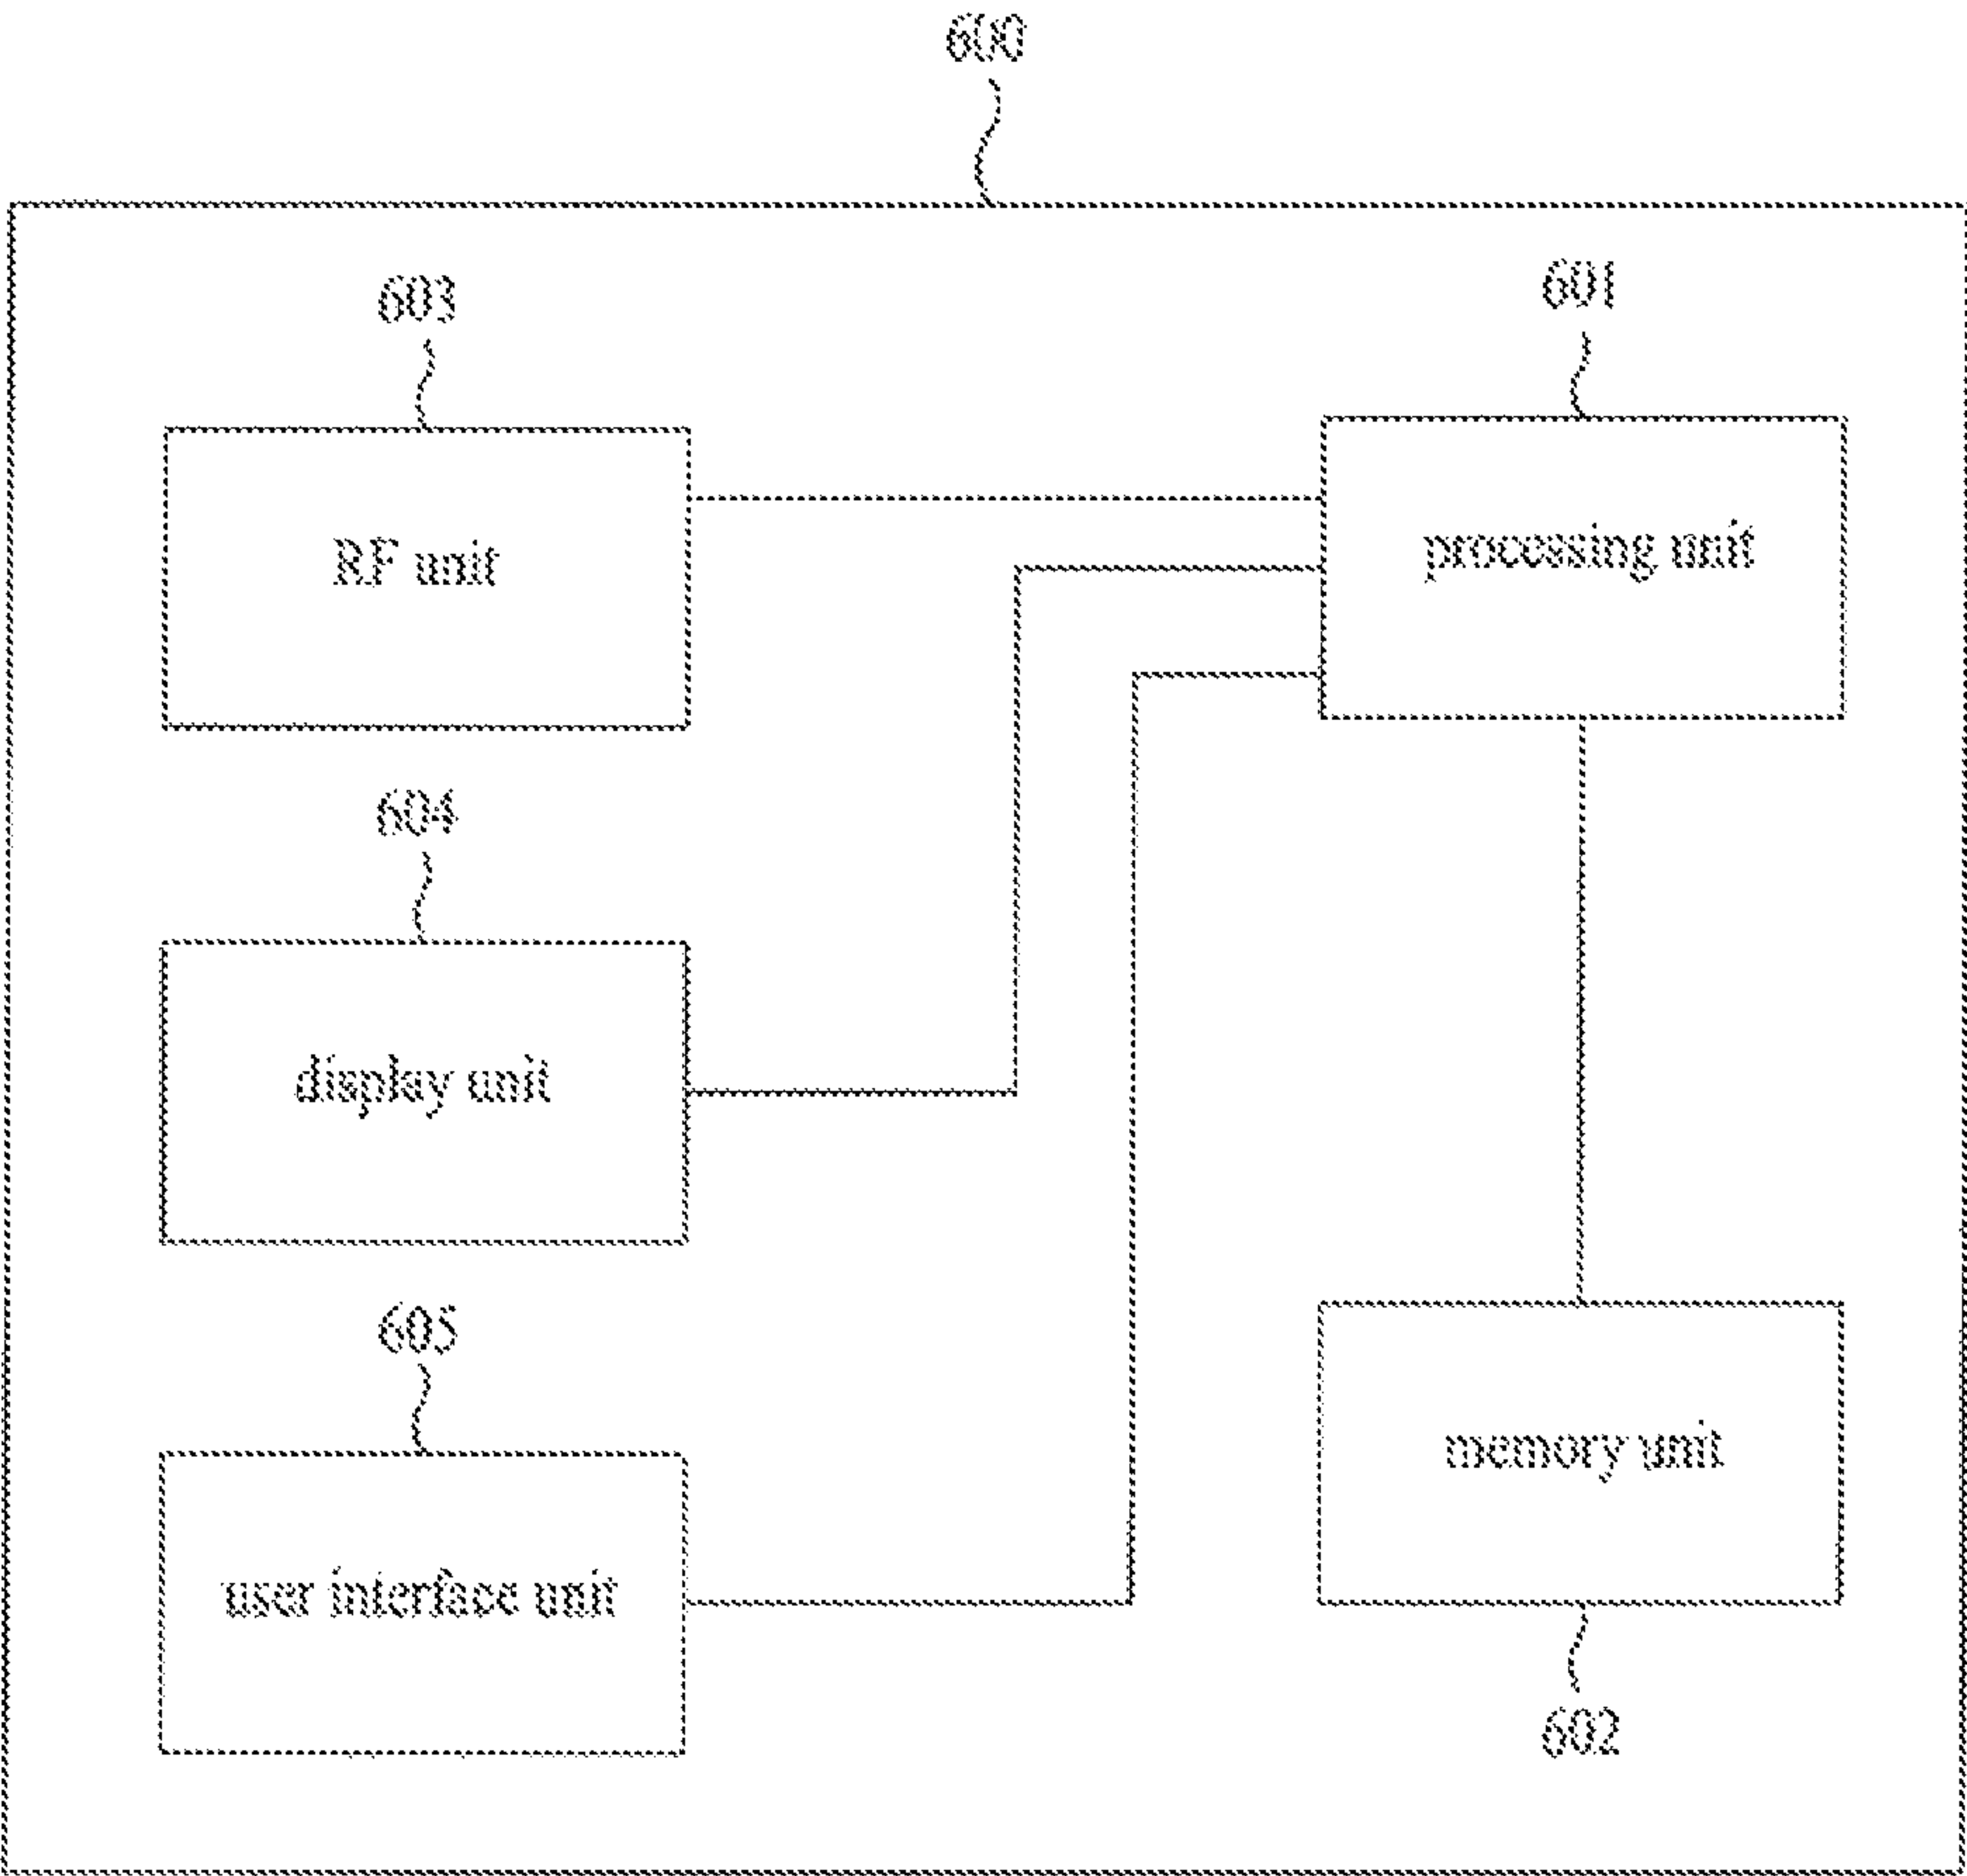 600
603
601
RF unit
processing unit
604
display unit
605
memory unit
user interface unit
602